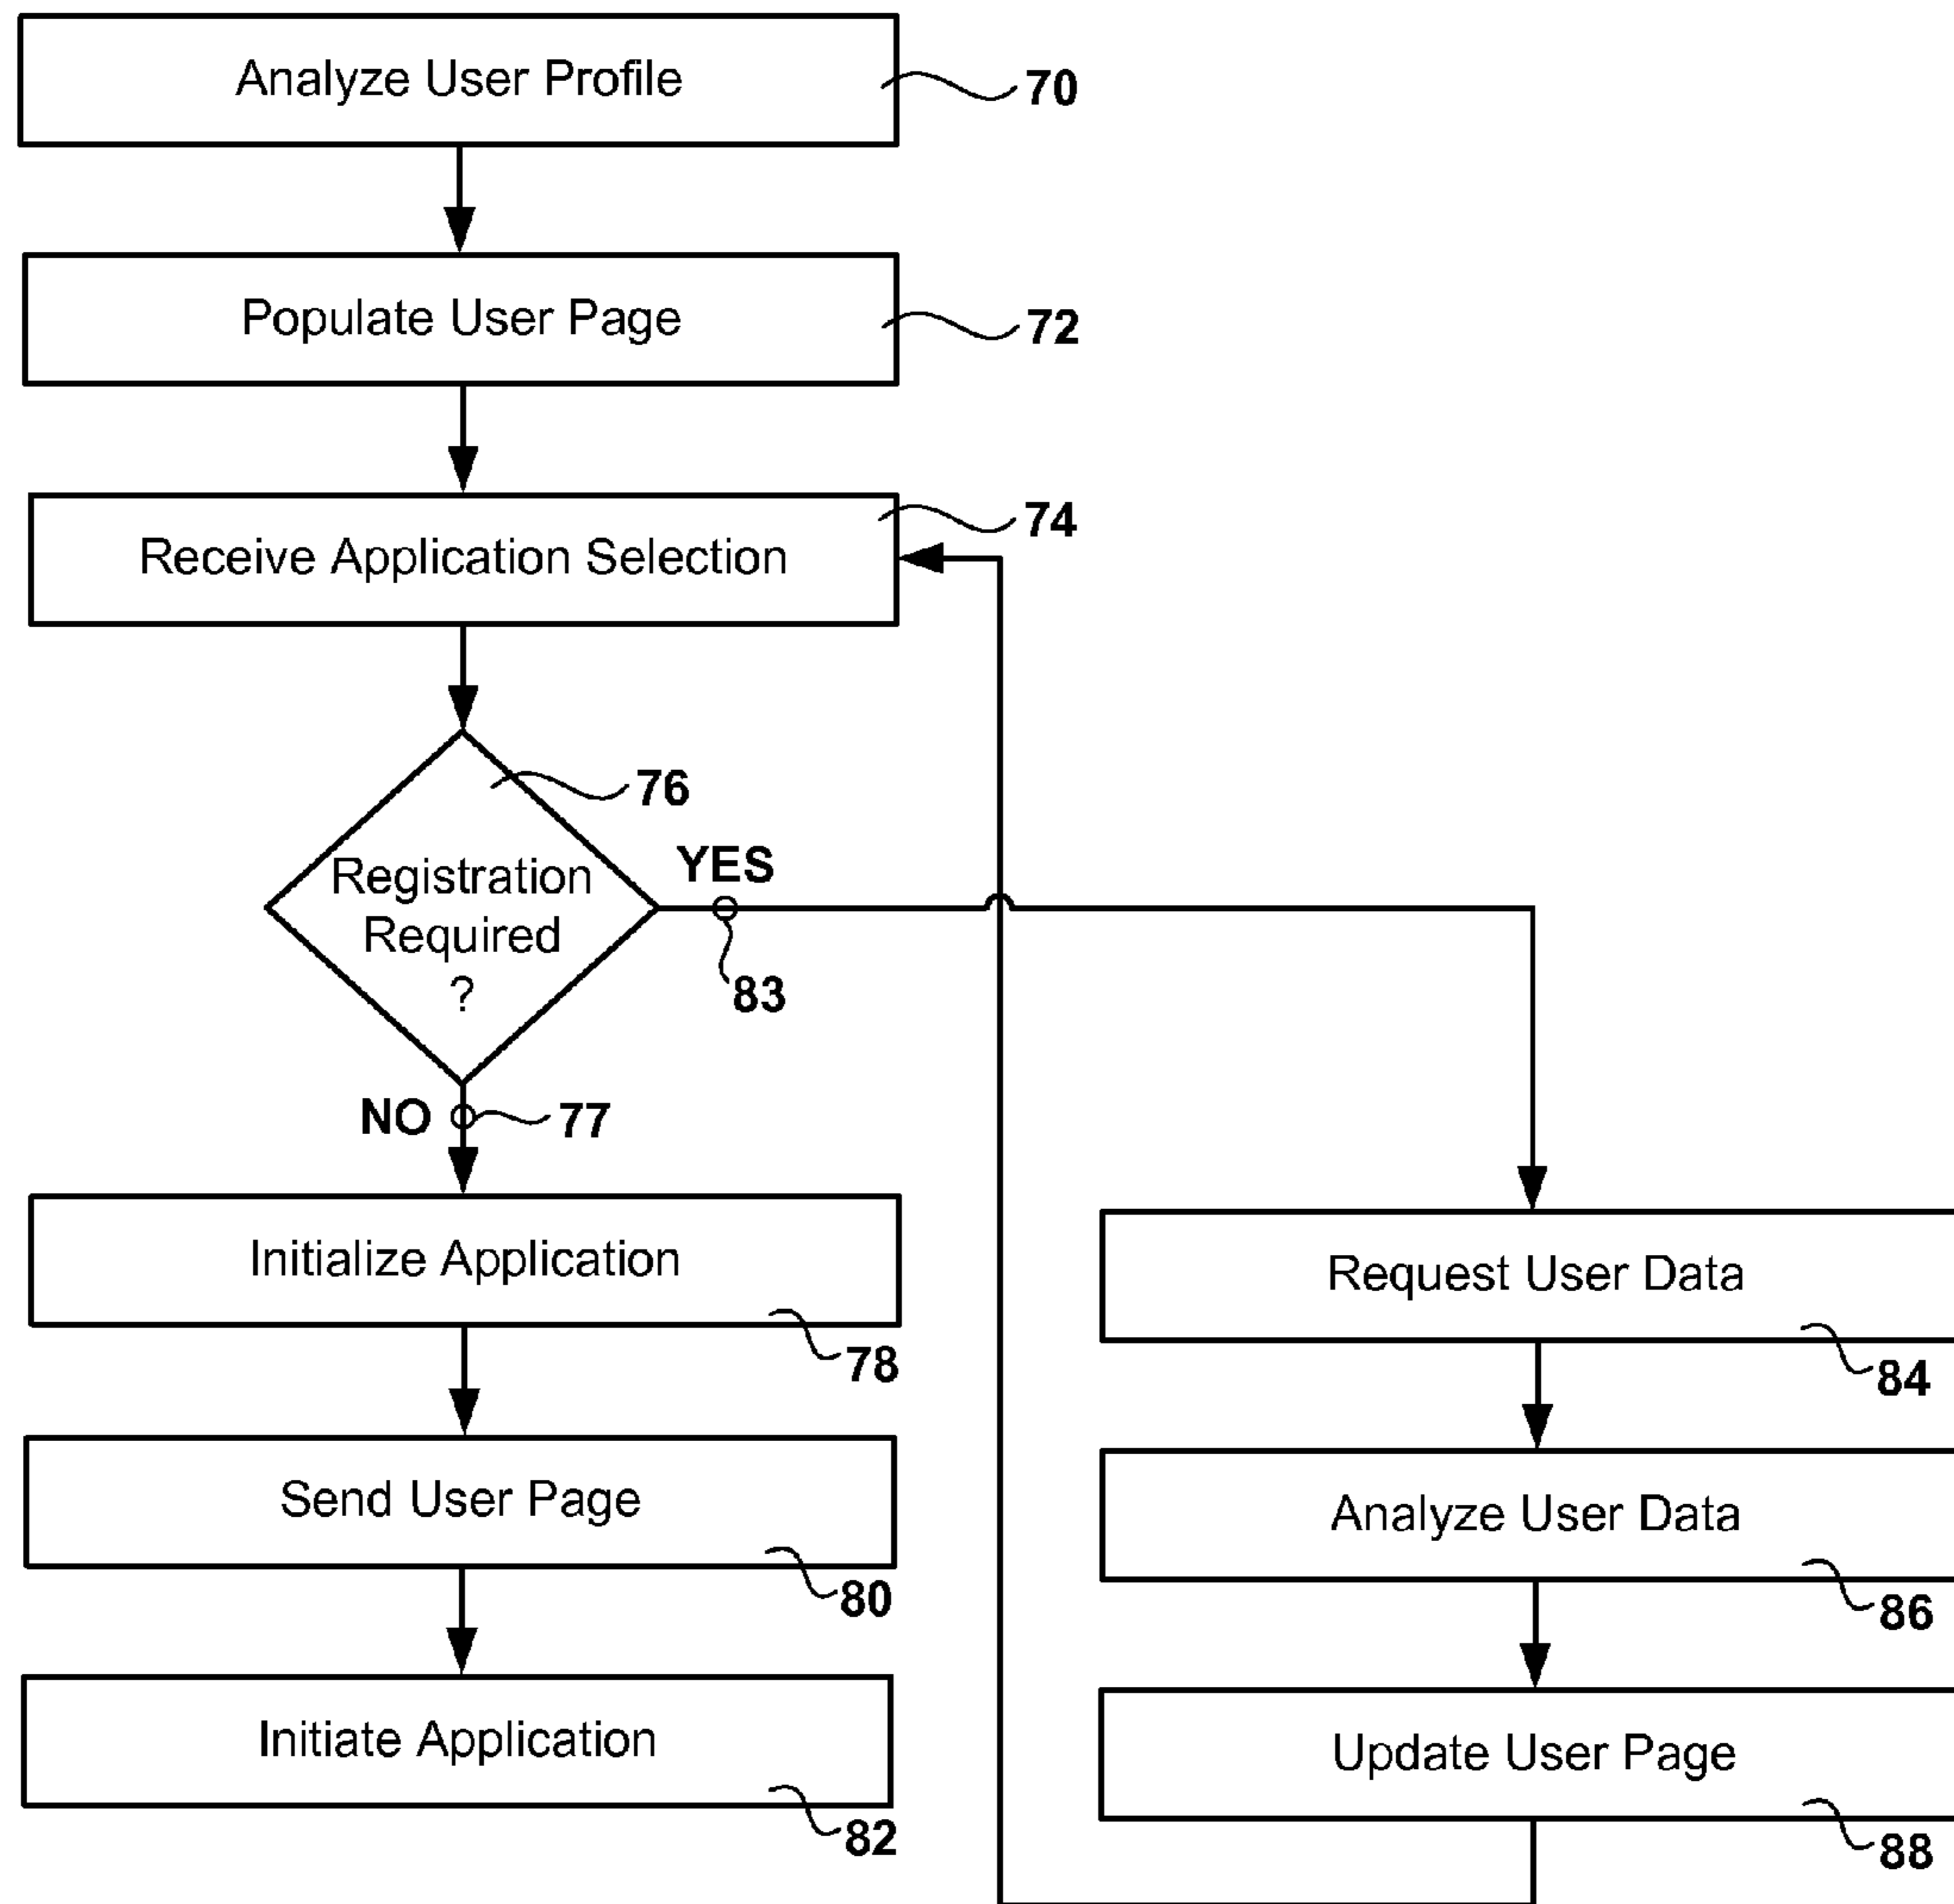 Analyze User Profile
70
Populate User Page
72
Receive Application Selection
74
76
Registration
Required
?
YES
83
NO
77
Initialize Application
78
Send User Page
80
Initiate Application
82
Request User Data
84
Analyze User Data
86
Update User Page
88